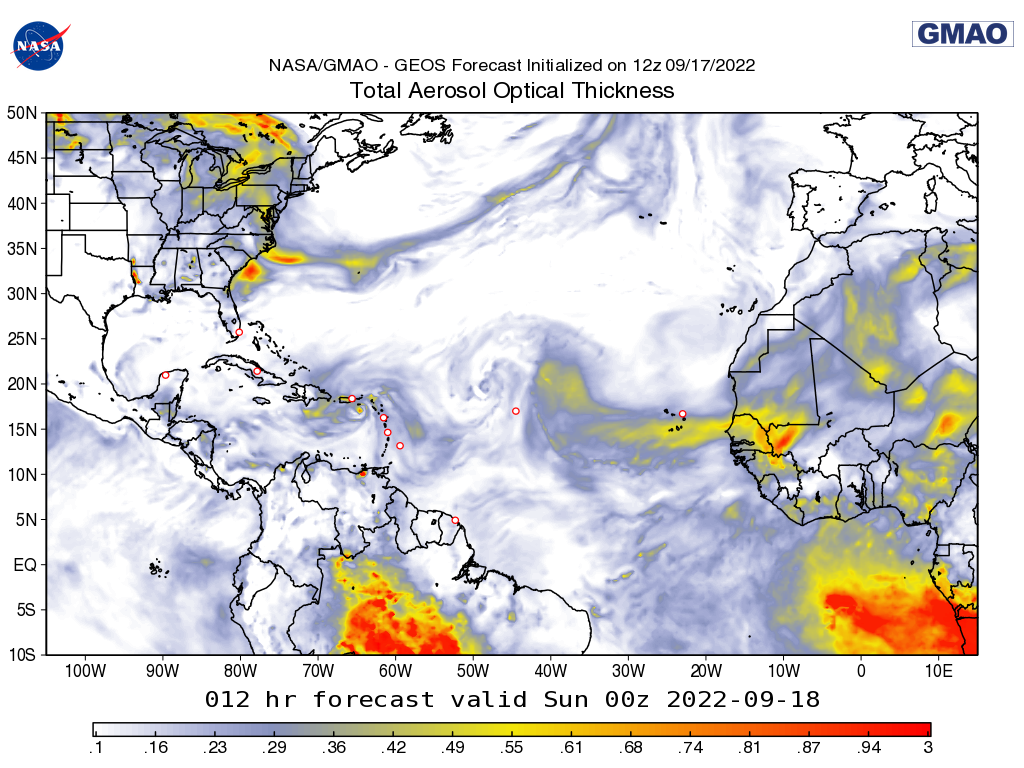 NASA
GMAO
NASA/GMAO - GEOS Forecast Initialized on 12z 09/17/2022
Total Aerosol Optical Thickness
50N
45N
40N
35N
30N
25N
20N
15N
10N
5N
EQ
5S
10S
100W 90W 80W 70W 60W 50W 40W 30W 20W 10W 0 10E
012 hr forecast valid Sun 00z 2022-09-18
.1 .16 .23 .29 .36 .42 .49 .55 .61 .68 .74 .81 .87 .94 3